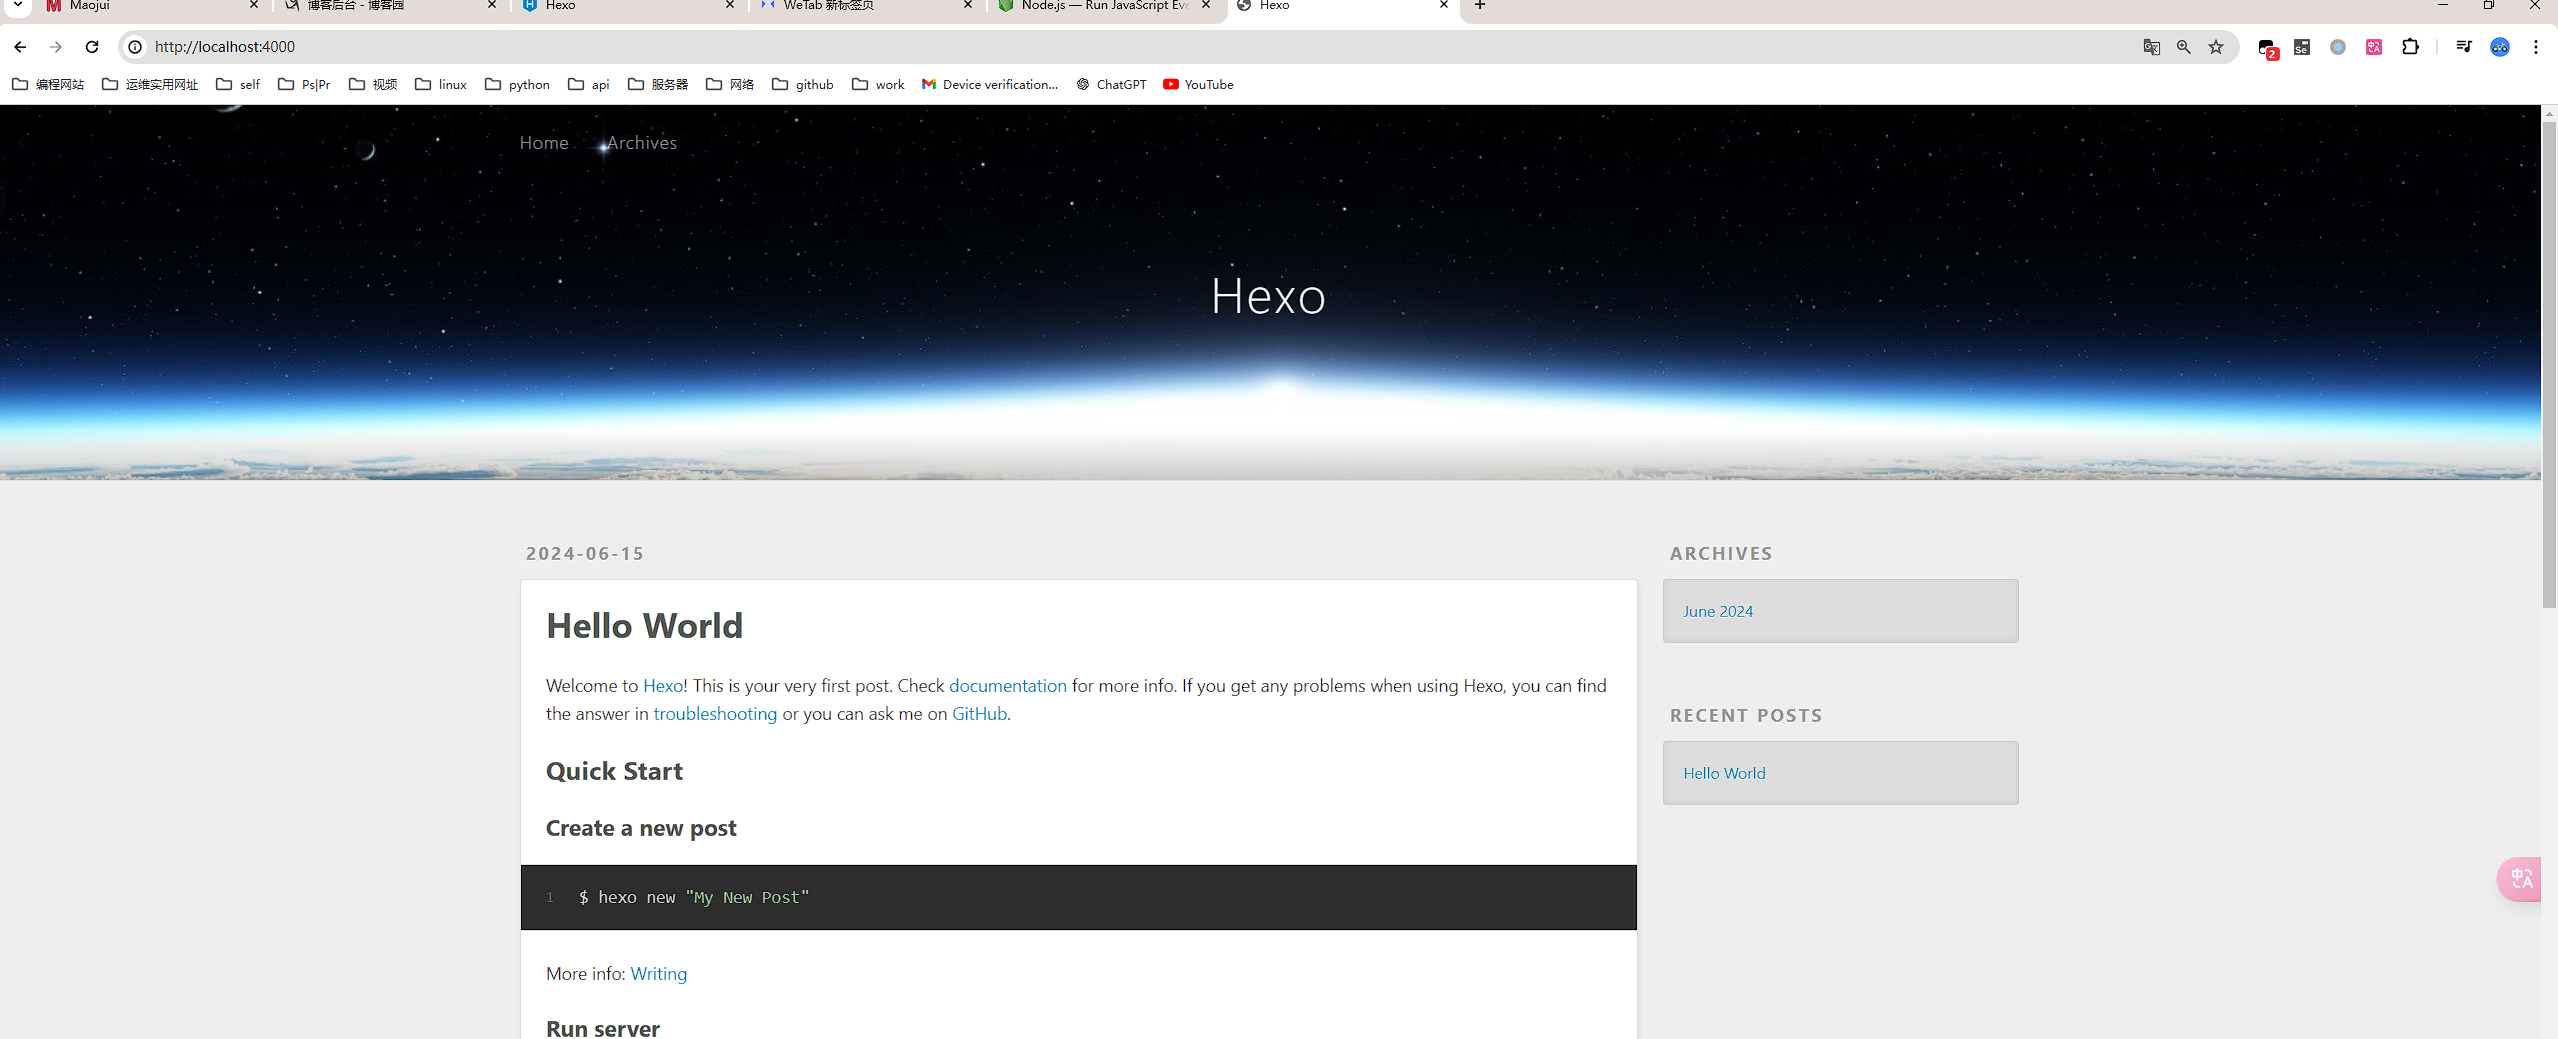 Maojui
博客后台 - 博客园
Hexo
WeTab 新标签页
Node.js — Run JavaScript Eve
Hexo
http://localhost:4000
2
编程网站
运维实用网址
self
Ps|Pr
视频
linux
python
api
服务器
网络
github
work
Device verification...
ChatGPT
YouTube
Home
Archives
Hexo
2024-06-15
Hello World
Welcome to Hexo! This is your very first post. Check documentation for more info. If you get any problems when using Hexo, you can find
the answer in troubleshooting or you can ask me on GitHub.
Quick Start
Create a new post
1 $ hexo new "My New Post"
More info: Writing
Run server
ARCHIVES
June 2024
RECENT POSTS
Hello World